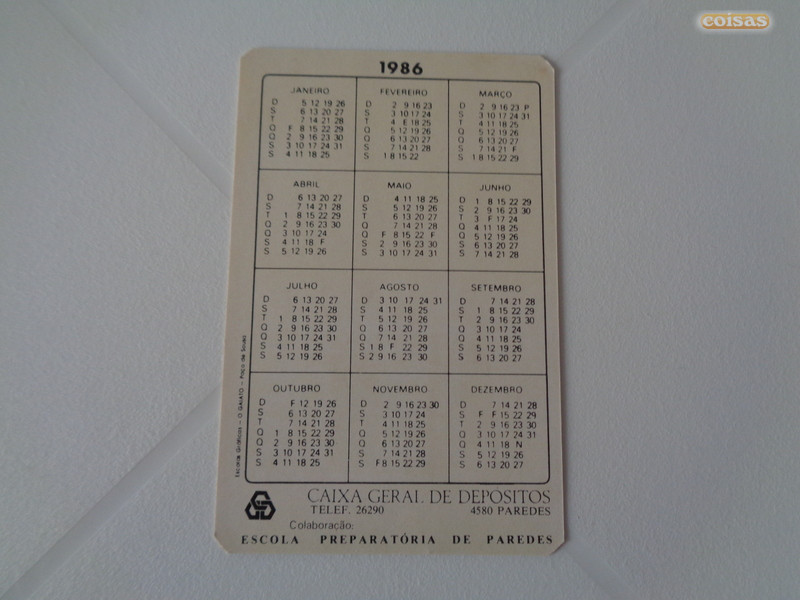 coisas
1986
JANEIRO FEVEREIRO MARÇO
D 5 12 19 26 D 2 9 16 23 D 2 9 16 23 P
S 6 13 20 27 S 3 10 17 24 S 3 10 17 24 31
T 7 14 21 28 T 4 E 18 25 T 4 11 18 25
Q F 8 15 22 29 Q 5 12 19 26 Q 5 12 19 26
Q 2 9 16 23 30 Q 6 13 20 27 Q 6 13 20 27
S 3 10 17 24 31 S 7 14 21 28 S 7 14 21 F
S 4 11 18 25 S 1 8 15 22 S 1 8 15 22 29
ABRIL MAIO JUNHO
D 6 13 20 27 D 4 11 18 25 D 1 8 15 22 29
S 7 14 21 28 S 5 12 19 26 S 2 9 16 23 30
T 1 8 15 22 29 T 6 13 20 27 T 3 F 17 24
Q 2 9 16 23 30 Q 7 14 21 28 Q 4 11 18 25
Q 3 10 17 24 Q F 8 15 22 F Q 5 12 19 26
S 4 11 18 F S 2 9 16 23 30 S 6 13 20 27
S 5 12 19 26 S 3 10 17 24 31 S 7 14 21 28
JULHO AGOSTO SETEMBRO
D 6 13 20 27 D 3 10 17 24 31 D 7 14 21 28
S 7 14 21 28 S 4 11 18 25 S 1 8 15 22 29
T 1 8 15 22 29 T 5 12 19 26 T 2 9 16 23 30
Q 2 9 16 23 30 Q 6 13 20 27 Q 3 10 17 24
Q 3 10 17 24 31 Q 7 14 21 28 Q 4 11 18 25
S 4 11 18 25 S 1 8 F 22 29 S 5 12 19 26
S 5 12 19 26 S 2 9 16 23 30 S 6 13 20 27
OUTUBRO NOVEMBRO DEZEMBRO
D F 12 19 26 D 2 9 16 23 30 D 7 14 21 28
S 6 13 20 27 S 3 10 17 24 S F F 15 22 29
T 7 14 21 28 T 4 11 18 25 T 2 9 16 23 30
Q 1 8 15 22 29 Q 5 12 19 26 Q 3 10 17 24 31
Q 2 9 16 23 30 Q 6 13 20 27 Q 4 11 18 N
S 3 10 17 24 31 S 7 14 21 28 S 5 12 19 26
S 4 11 18 25 S F 8 15 22 29 S 6 13 20 27
CAIXA GERAL DE DEPOSITOS
TELEF. 26290 4580 PAREDES
Colaboração:
ESCOLA PREPARATÓRIA DE PAREDES
Gráficas — O GAIATO — Paço de Sousa